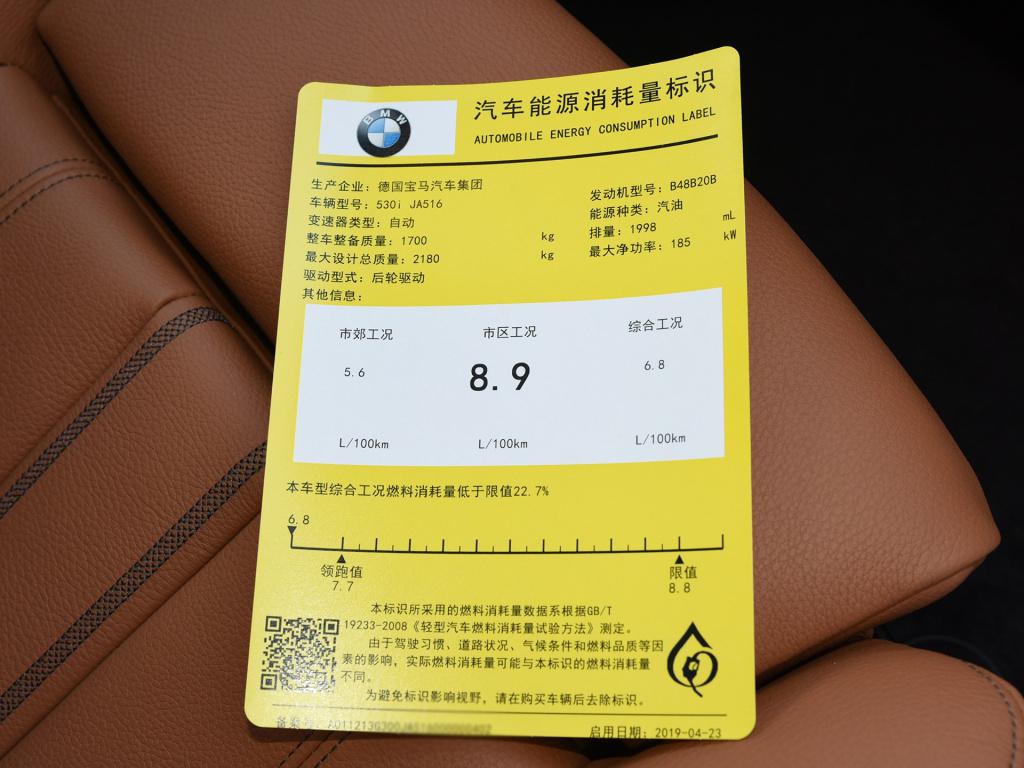 BMW
汽车能源消耗量标识
AUTOMOBILE ENERGY CONSUMPTION LABEL
生产企业：德国宝马汽车集团
车辆型号：530i JA516
变速器类型：自动
整车整备质量：1700 kg
最大设计总质量：2180 kg
驱动型式：后轮驱动
其他信息：
发动机型号：B48B20B
能源种类：汽油
排量：1998 mL
最大净功率：185 kW
市郊工况 市区工况 综合工况
5.6 8.9 6.8
L/100km L/100km L/100km
本车型综合工况燃料消耗量低于限值22.7%
6.8
领跑值 限值
7.7 8.8
本标识所采用的燃料消耗量数据系根据GB/T
19233-2008《轻型汽车燃料消耗量试验方法》测定。
由于驾驶习惯、道路状况、气候条件和燃料品质等因
素的影响，实际燃料消耗量可能与本标识的燃料消耗量
不同。
为避免标识影响视野，请在购买车辆后去除标识。
备案号：
启用日期：2019-04-23